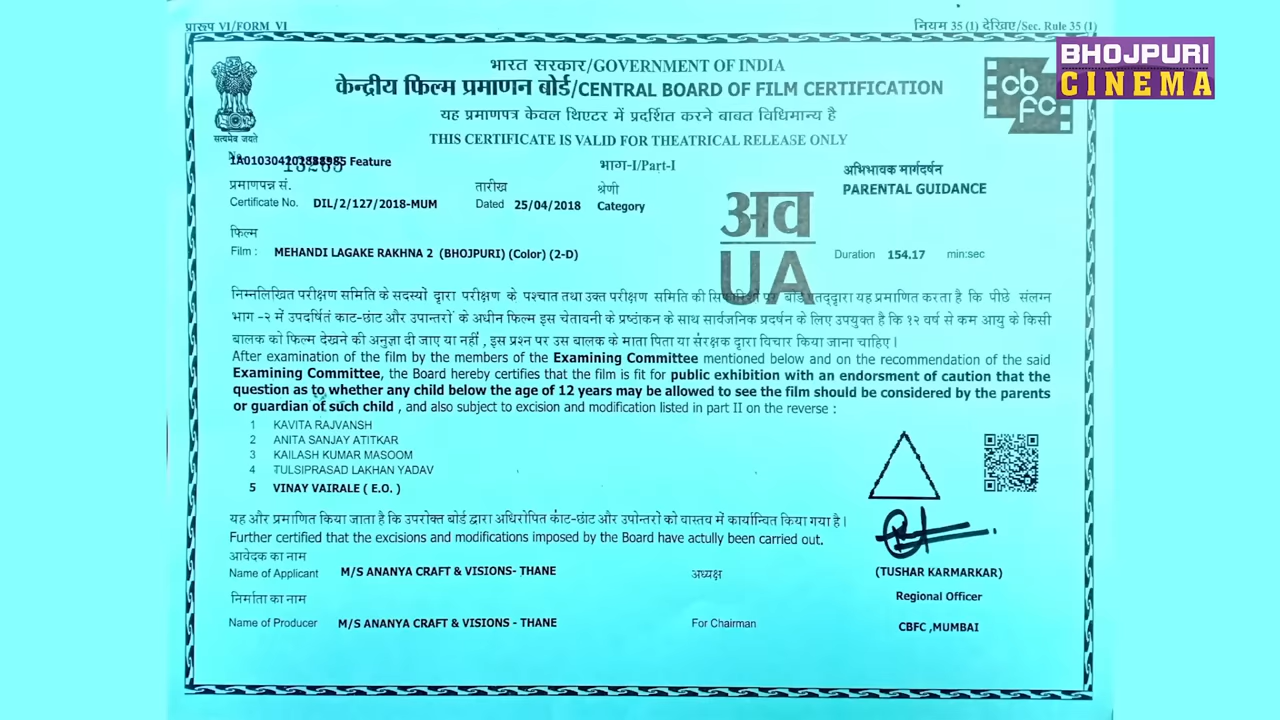 प्रारूप VI/FORM VI
नियम 35 (1) देखिए/Sec. Rule 35 (1)
BHOJPURI
CINEMA
भारत सरकार/GOVERNMENT OF INDIA
केन्द्रीय फिल्म प्रमाणन बोर्ड/CENTRAL BOARD OF FILM CERTIFICATION
cb
fc
यह प्रमाणपत्र केवल थिएटर में प्रदर्शित करने बाबत विधिमान्य है
सत्यमेव जयते
THIS CERTIFICATE IS VALID FOR THEATRICAL RELEASE ONLY
Feature
भाग-I/Part-I
अभिभावक मार्गदर्शन
PARENTAL GUIDANCE
प्रमाणपत्र सं.
तारीख
श्रेणी
Certificate No. DIL/2/127/2018-MUM Dated 25/04/2018 Category
अव
UA
फिल्म
Film : MEHANDI LAGAKE RAKHNA 2 (BHOJPURI) (Color) (2-D)
Duration 154.17 min:sec
निम्नलिखित परीक्षण समिति के सदस्यों द्वारा परीक्षण के पश्चात तथा उक्त परीक्षण समिति की सिफारिशों पर बोर्ड एतद्द्वारा यह प्रमाणित करता है कि पीछे संलग्न
भाग -२ में उपदर्षित काट-छांट और उपान्तरों के अधीन फिल्म इस चेतावनी के प्रष्ठांकन के साथ सार्वजनिक प्रदर्षन के लिए उपयुक्त है कि १२ वर्ष से कम आयु के किसी
बालक को फिल्म देखने की अनुज्ञा दी जाए या नहीं , इस प्रश्न पर उस बालक के माता पिता या संरक्षक द्वारा विचार किया जाना चाहिए ।
After examination of the film by the members of the Examining Committee mentioned below and on the recommendation of the said
Examining Committee, the Board hereby certifies that the film is fit for public exhibition with an endorsment of caution that the
question as to whether any child below the age of 12 years may be allowed to see the film should be considered by the parents
or guardian of such child , and also subject to excision and modification listed in part II on the reverse :
1 KAVITA RAJVANSH
2 ANITA SANJAY ATITKAR
3 KAILASH KUMAR MASOOM
4 TULSIPRASAD LAKHAN YADAV
5 VINAY VAIRALE ( E.O. )
यह और प्रमाणित किया जाता है कि उपरोक्त बोर्ड द्वारा अधिरोपित काट-छांट और उपोन्तरों को वास्तव में कार्यान्वित किया गया है ।
Further certified that the excisions and modifications imposed by the Board have actully been carried out.
आवेदक का नाम
Name of Applicant M/S ANANYA CRAFT & VISIONS- THANE
अध्यक्ष
(TUSHAR KARMARKAR)
निर्माता का नाम
Regional Officer
Name of Producer M/S ANANYA CRAFT & VISIONS - THANE
For Chairman
CBFC ,MUMBAI